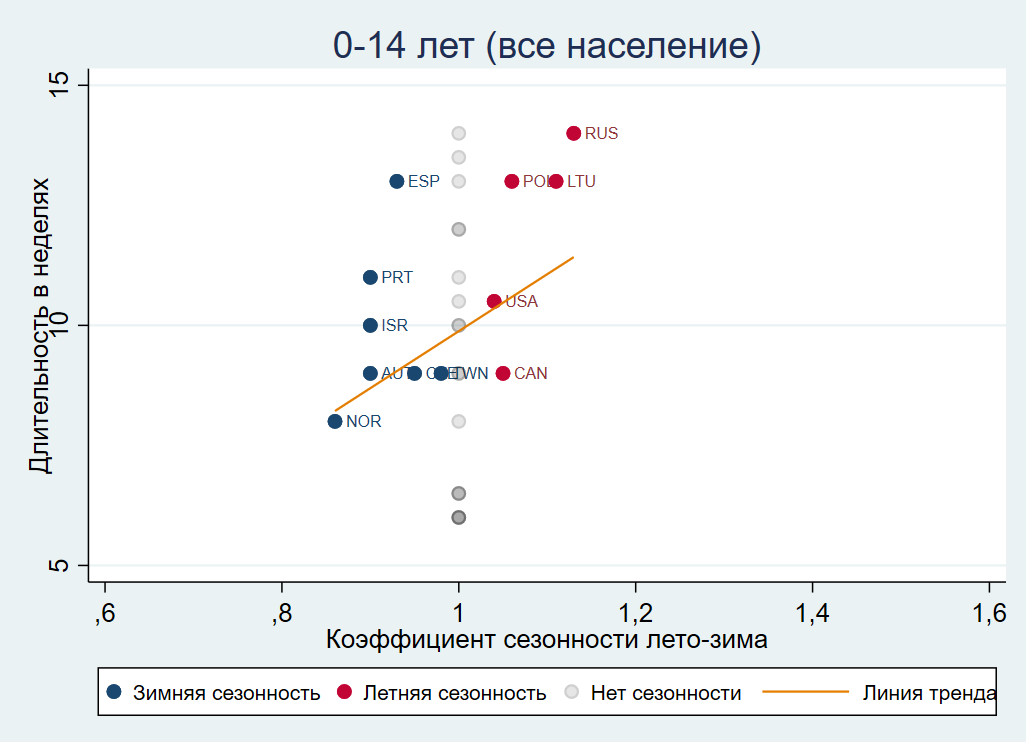 0-14 лет (все население)
15
10
5
Длительность в неделях
RUS
ESP
POL
LTU
PRT
USA
ISR
AUT
CAN
NOR
,6 ,8 1 1,2 1,4 1,6
Коэффициент сезонности лето-зима
Зимняя сезонность Летняя сезонность Нет сезонности Линия тренда